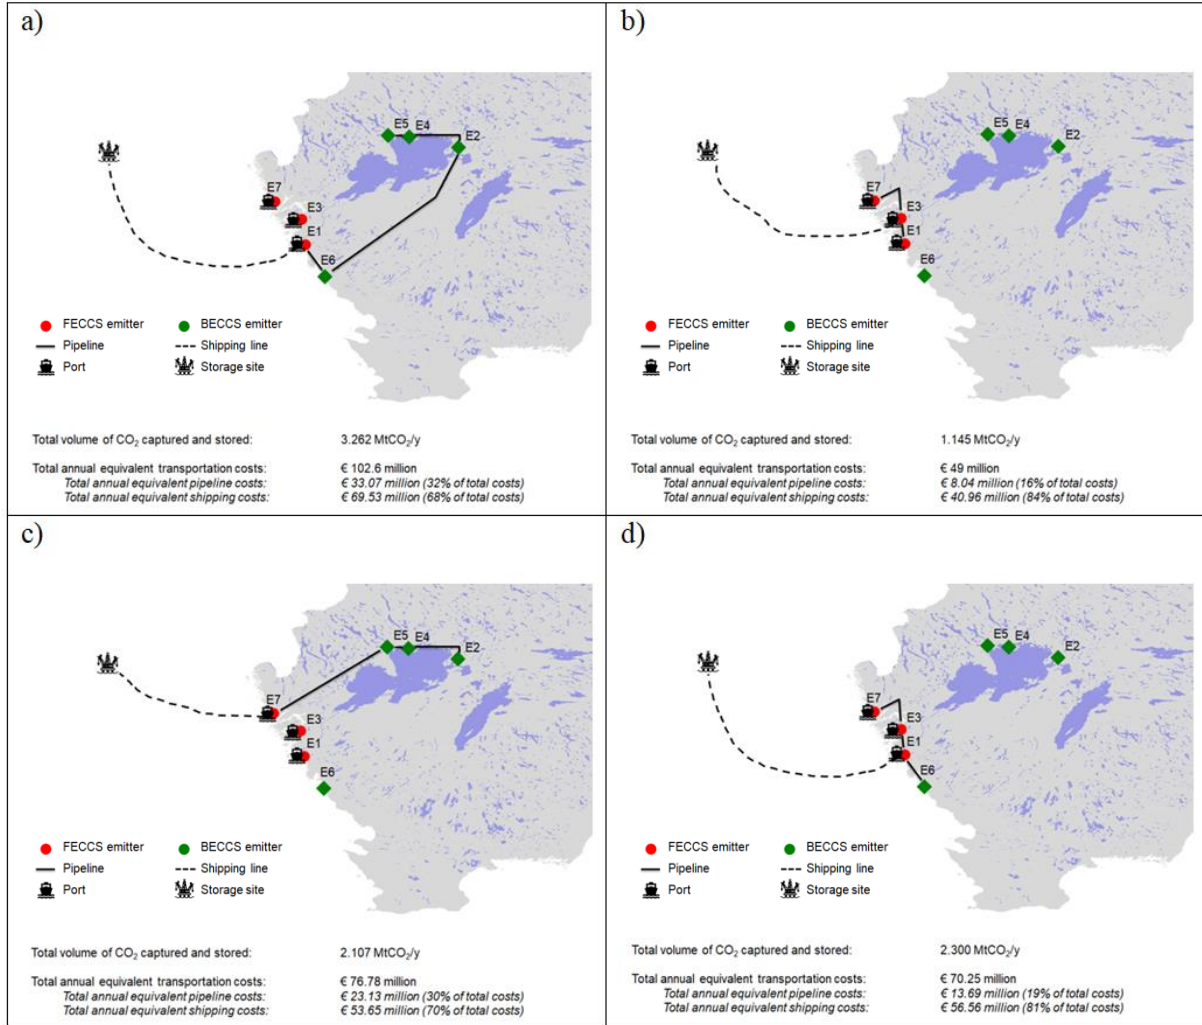 a)
E5 E4
E2
E7
E3
E1
E6
FECCS emitter BECCS emitter
Pipeline Shipping line
Port Storage site
Total volume of CO₂ captured and stored: 3.262 MtCO₂/y
Total annual equivalent transportation costs: € 102.6 million
Total annual equivalent pipeline costs: € 33.07 million (32% of total costs)
Total annual equivalent shipping costs: € 69.53 million (68% of total costs)
b)
E5 E4
E2
E7
E3
E1
E6
FECCS emitter BECCS emitter
Pipeline Shipping line
Port Storage site
Total volume of CO₂ captured and stored: 1.145 MtCO₂/y
Total annual equivalent transportation costs: € 49 million
Total annual equivalent pipeline costs: € 8.04 million (16% of total costs)
Total annual equivalent shipping costs: € 40.96 million (84% of total costs)
c)
E5 E4
E2
E7
E3
E1
E6
FECCS emitter BECCS emitter
Pipeline Shipping line
Port Storage site
Total volume of CO₂ captured and stored: 2.107 MtCO₂/y
Total annual equivalent transportation costs: € 76.78 million
Total annual equivalent pipeline costs: € 23.13 million (30% of total costs)
Total annual equivalent shipping costs: € 53.65 million (70% of total costs)
d)
E5 E4
E2
E7
E3
E1
E6
FECCS emitter BECCS emitter
Pipeline Shipping line
Port Storage site
Total volume of CO₂ captured and stored: 2.300 MtCO₂/y
Total annual equivalent transportation costs: € 70.25 million
Total annual equivalent pipeline costs: € 13.69 million (19% of total costs)
Total annual equivalent shipping costs: € 56.56 million (81% of total costs)